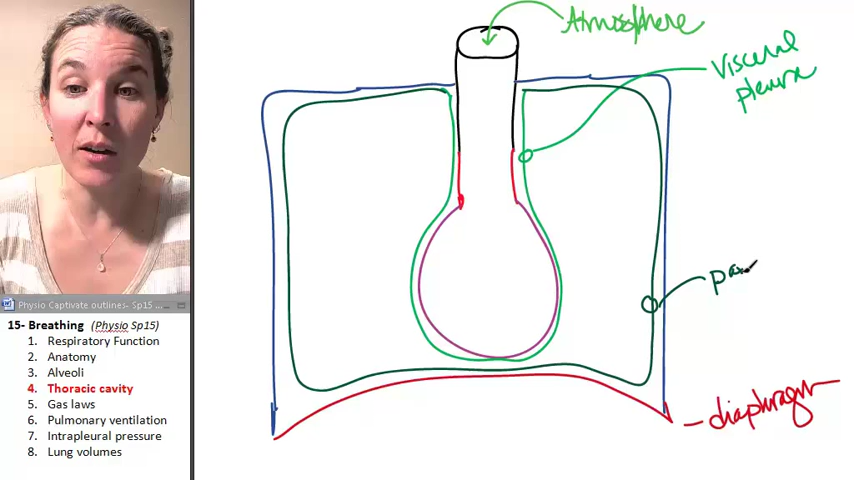 Atmosphere
Visceral
pleura
par
diaphragm
Physio Captivate outlines- Sp15 ...
15- Breathing (Physio Sp15)
1. Respiratory Function
2. Anatomy
3. Alveoli
4. Thoracic cavity
5. Gas laws
6. Pulmonary ventilation
7. Intrapleural pressure
8. Lung volumes